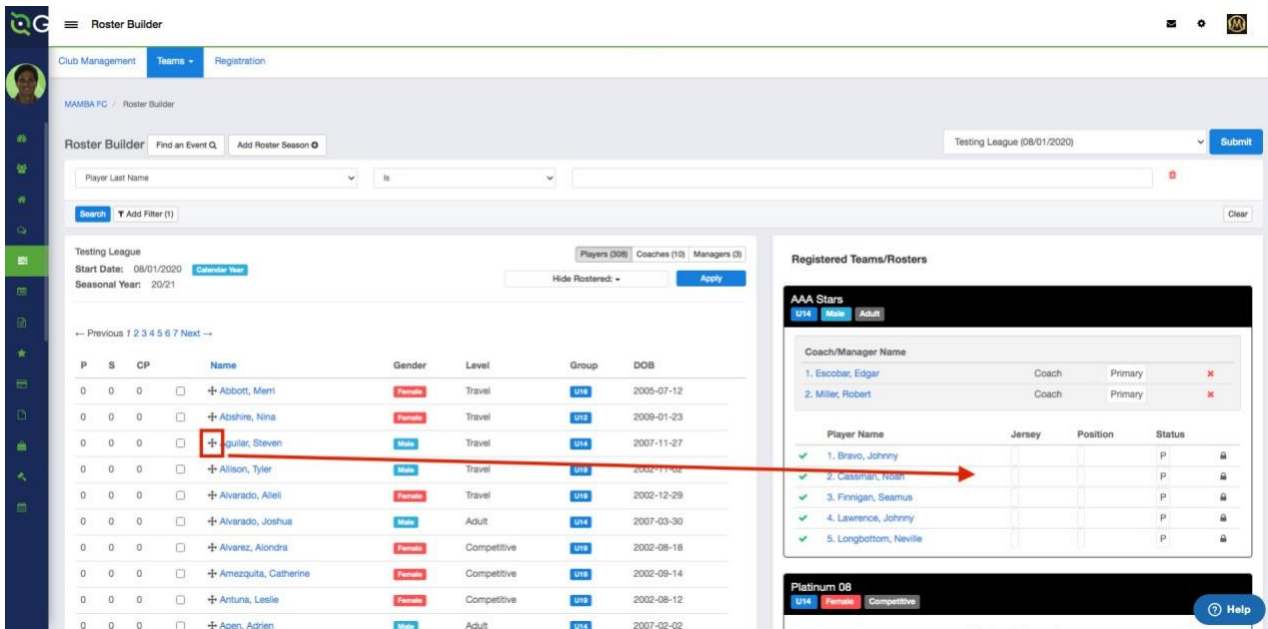 G Roster Builder
Club Management Teams Registration
MAMBA FC / Roster Builder
Roster Builder Find an Event Add Roster Season Testing League (08/01/2020) Submit
Player Last Name Is
Search Add Filter (1) Clear
Testing League Players (308) Coaches (10) Managers (3)
Start Date: 08/01/2020 Calendar Year
Hide Rostered: Apply
Seasonal Year: 20/21
← Previous 1 2 3 4 5 6 7 Next →
P S CP Name Gender Level Group DOB
0 0 0 Abbott, Merri Female Travel U16 2005-07-12
0 0 0 Abshire, Nina Female Travel U12 2009-01-23
0 0 0 Aguilar, Steven Male Travel U14 2007-11-27
0 0 0 Allison, Tyler Male Travel U19 2002-11-02
0 0 0 Alvarado, Allell Female Travel U19 2002-12-29
0 0 0 Alvarado, Joshua Male Adult U14 2007-03-30
0 0 0 Alvarez, Alondra Female Competitive U19 2002-08-18
0 0 0 Amezquita, Catherine Female Competitive U19 2002-09-14
0 0 0 Antuna, Leslie Female Competitive U19 2002-08-12
0 0 0 Apen, Adrien Male Adult U14 2007-02-02
Registered Teams/Rosters
AAA Stars
U14 Male Adult
Coach/Manager Name
1. Escobar, Edgar Coach Primary
2. Miller, Robert Coach Primary
Player Name Jersey Position Status
1. Bravo, Johnny P
2. Cassman, Noah P
3. Finnigan, Seamus P
4. Lawrence, Johnny P
5. Longbottom, Neville P
Platinum 08
U14 Female Competitive
Help